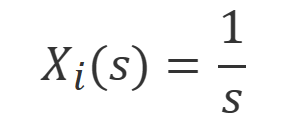 Xᵢ(s) = 1/s